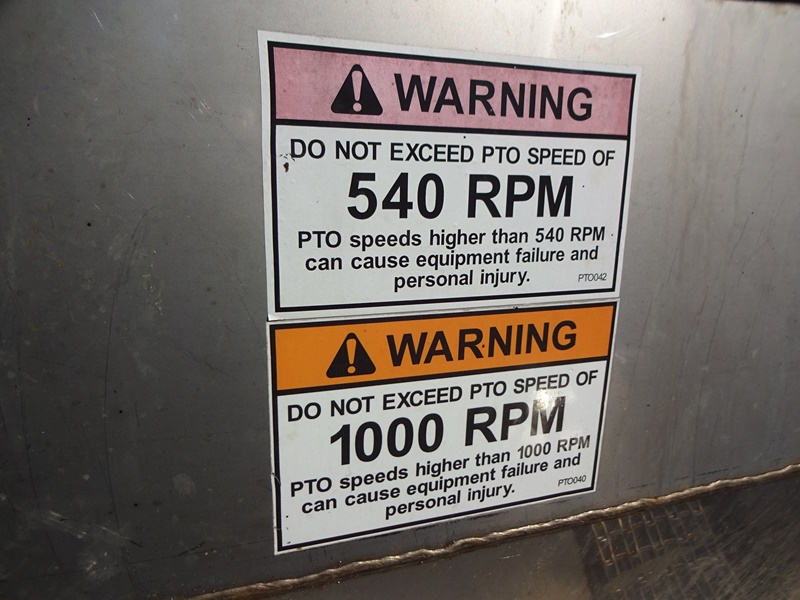 WARNING
DO NOT EXCEED PTO SPEED OF
540 RPM
PTO speeds higher than 540 RPM
can cause equipment failure and
personal injury.
PTO042
WARNING
DO NOT EXCEED PTO SPEED OF
1000 RPM
PTO speeds higher than 1000 RPM
can cause equipment failure and
personal injury.
PTO040